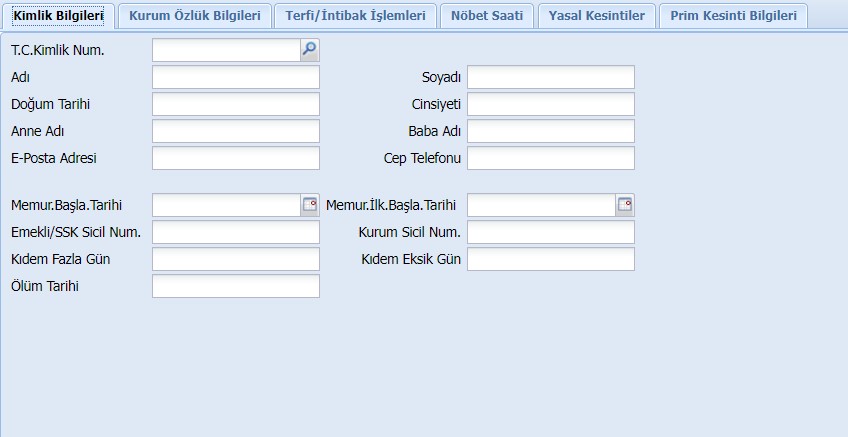 Kimlik Bilgileri Kurum Özlük Bilgileri Terfi/İntibak İşlemleri Nöbet Saati Yasal Kesintiler Prim Kesinti Bilgileri
T.C.Kimlik Num.
Adı Soyadı
Doğum Tarihi Cinsiyeti
Anne Adı Baba Adı
E-Posta Adresi Cep Telefonu
Memur.Başla.Tarihi Memur.İlk.Başla.Tarihi
Emekli/SSK Sicil Num. Kurum Sicil Num.
Kıdem Fazla Gün Kıdem Eksik Gün
Ölüm Tarihi